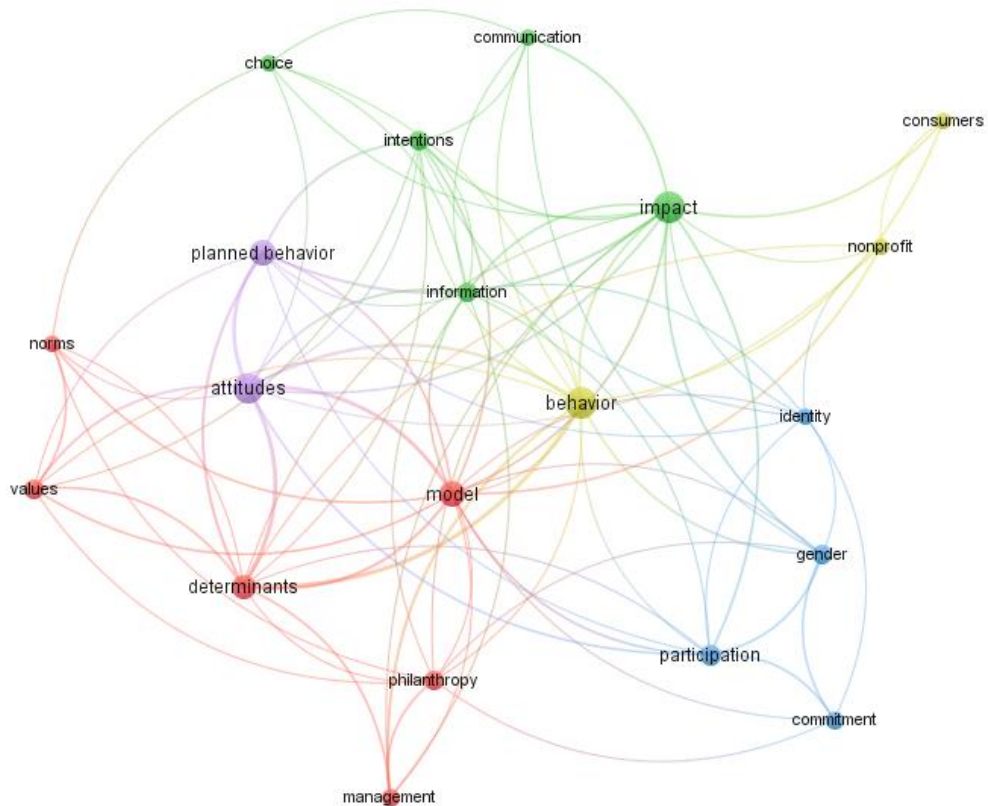 communication
choice
consumers
intentions
impact
nonprofit
planned behavior
information
norms
attitudes
behavior
identity
values
model
gender
determinants
participation
philanthropy
commitment
management